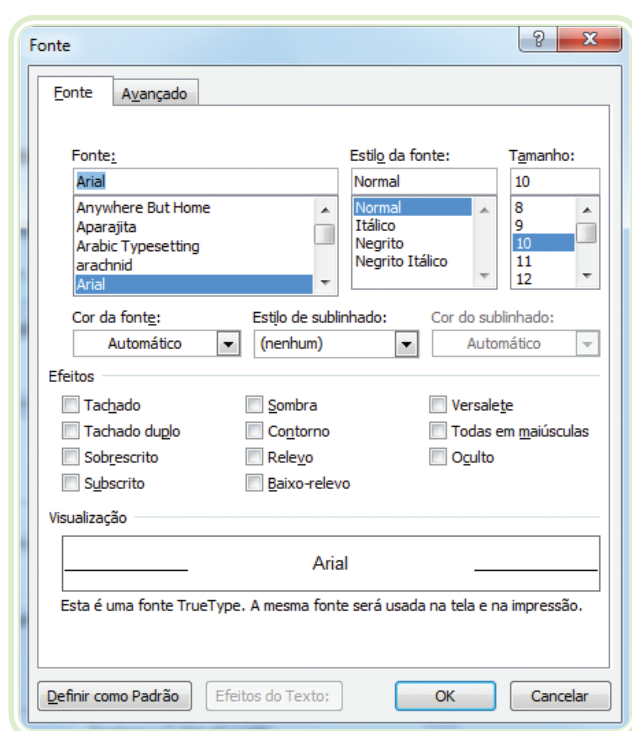 Fonte
Fonte Avançado
Fonte: Estilo da fonte: Tamanho:
Arial Normal 10
Anywhere But Home Normal 8
Aparajita Itálico 9
Arabic Typesetting Negrito 10
arachnid Negrito Itálico 11
Arial 12
Cor da fonte: Estilo de sublinhado: Cor do sublinhado:
Automático (nenhum) Automático
Efeitos
Tachado Sombra Versalete
Tachado duplo Contorno Todas em maiúsculas
Sobrescrito Relevo Oculto
Subscrito Baixo-relevo
Visualização
Arial
Esta é uma fonte TrueType. A mesma fonte será usada na tela e na impressão.
Definir como Padrão Efeitos do Texto: OK Cancelar